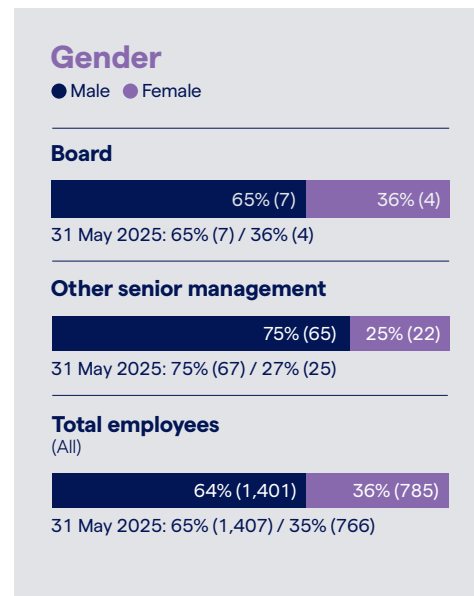 Gender
Male Female
Board
65% (7) 36% (4)
31 May 2025: 65% (7) / 36% (4)
Other senior management
75% (65) 25% (22)
31 May 2025: 75% (67) / 27% (25)
Total employees
(All)
64% (1,401) 36% (785)
31 May 2025: 65% (1,407) / 35% (766)